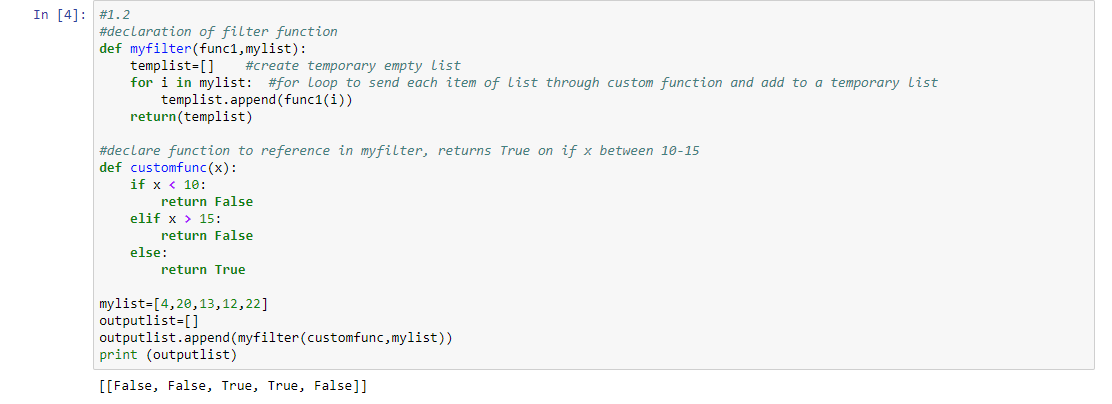 In [4]: #1.2
#declaration of filter function
def myfilter(func1,mylist):
    templist=[]    #create temporary empty list
    for i in mylist:  #for loop to send each item of list through custom function and add to a temporary list
        templist.append(func1(i))
    return(templist)

#declare function to reference in myfilter, returns True on if x between 10-15
def customfunc(x):
    if x < 10:
        return False
    elif x > 15:
        return False
    else:
        return True

mylist=[4,20,13,12,22]
outputlist=[]
outputlist.append(myfilter(customfunc,mylist))
print (outputlist)
[[False, False, True, True, False]]